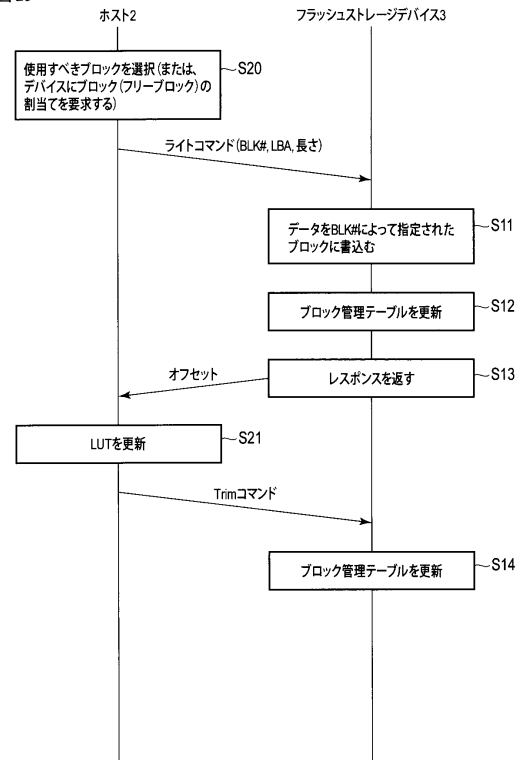 ホスト2
フラッシュストレージデバイス3
使用すべきブロックを選択(または、
デバイスにブロック(フリーブロック)の
割当てを要求する)
S20
ライトコマンド(BLK#, LBA, 長さ)
データをBLK#によって指定された
ブロックに書込む
S11
ブロック管理テーブルを更新
S12
オフセット
レスポンスを返す
S13
LUTを更新
S21
Trimコマンド
ブロック管理テーブルを更新
S14